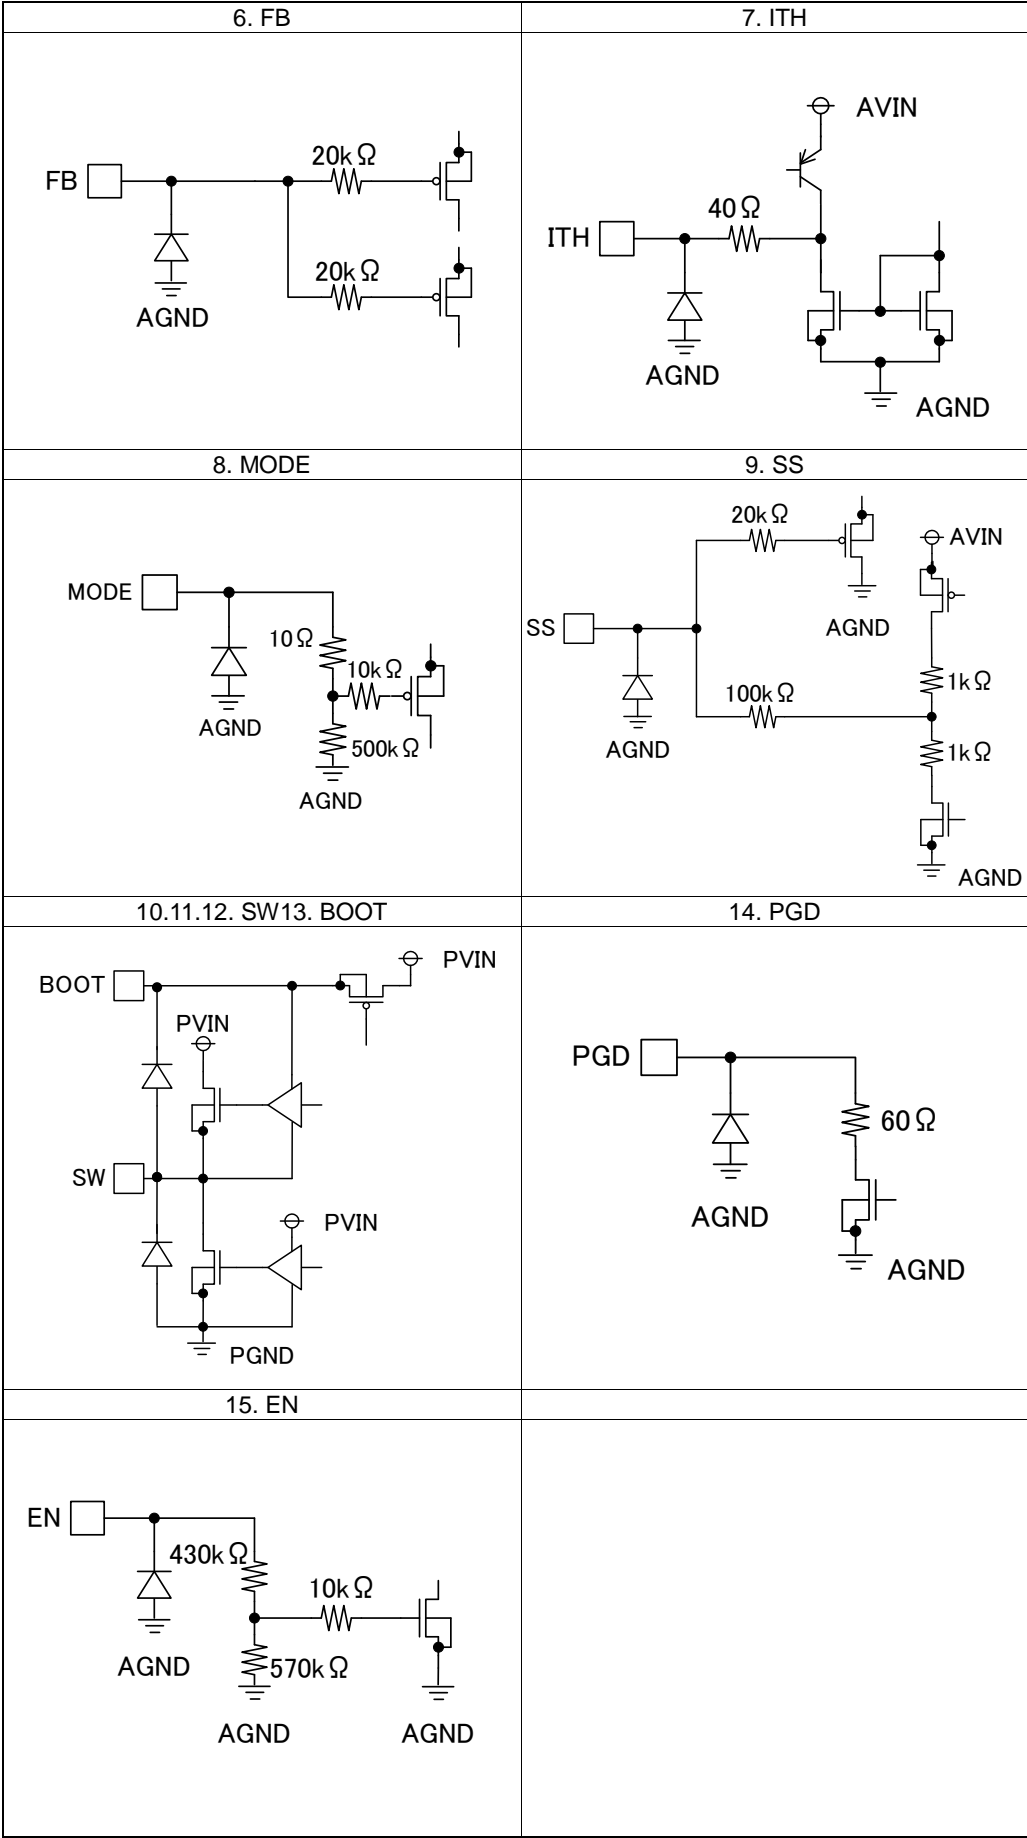 6. FB
7. ITH
20kΩ
FB
20kΩ
AGND
AVIN
40Ω
ITH
AGND
AGND
8. MODE
9. SS
MODE
10Ω
10kΩ
AGND
500kΩ
AGND
20kΩ
AVIN
SS
AGND
1kΩ
100kΩ
AGND
1kΩ
AGND
10.11.12. SW13. BOOT
14. PGD
BOOT
PVIN
PVIN
SW
PVIN
PGND
PGD
60Ω
AGND
AGND
15. EN
EN
430kΩ
10kΩ
AGND
570kΩ
AGND
AGND